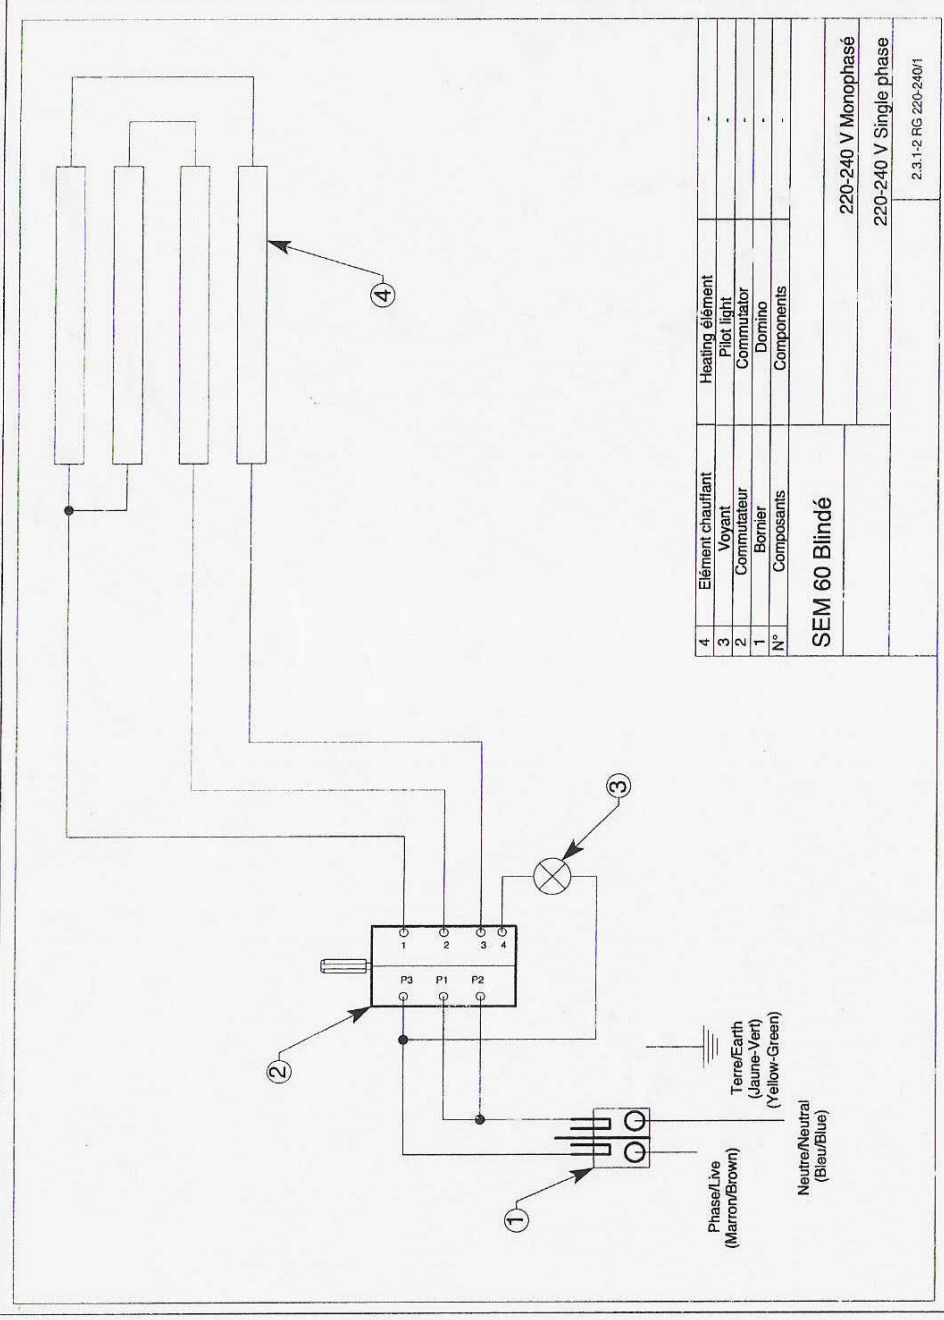 4
3
2
1
P3
P1
P2
1
2
3
4
Phase/Live
(Marron/Brown)
Neutre/Neutral
(Bleu/Blue)
Terre/Earth
(Jaune-Vert)
(Yellow-Green)
4 Elément chauffant Heating élément -
3 Voyant Pilot light -
2 Commutateur Commutator -
1 Bornier Domino -
N° Composants Components -
SEM 60 Blindé
220-240 V Monophasé
220-240 V Single phase
2.3.1-2 RG 220-240/1